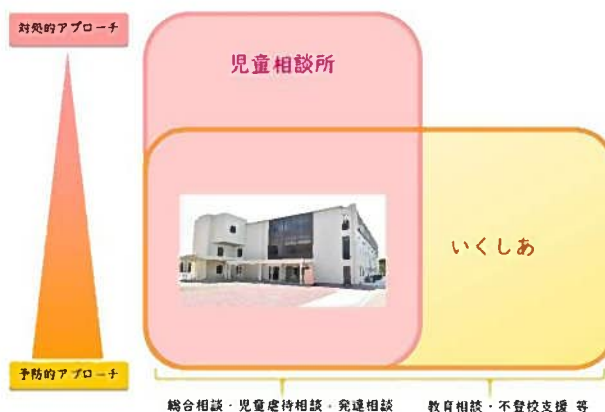 対処的アプローチ
児童相談所
いくしあ
予防的アプローチ
総合相談・児童虐待相談・発達相談
教育相談・不登校支援 等